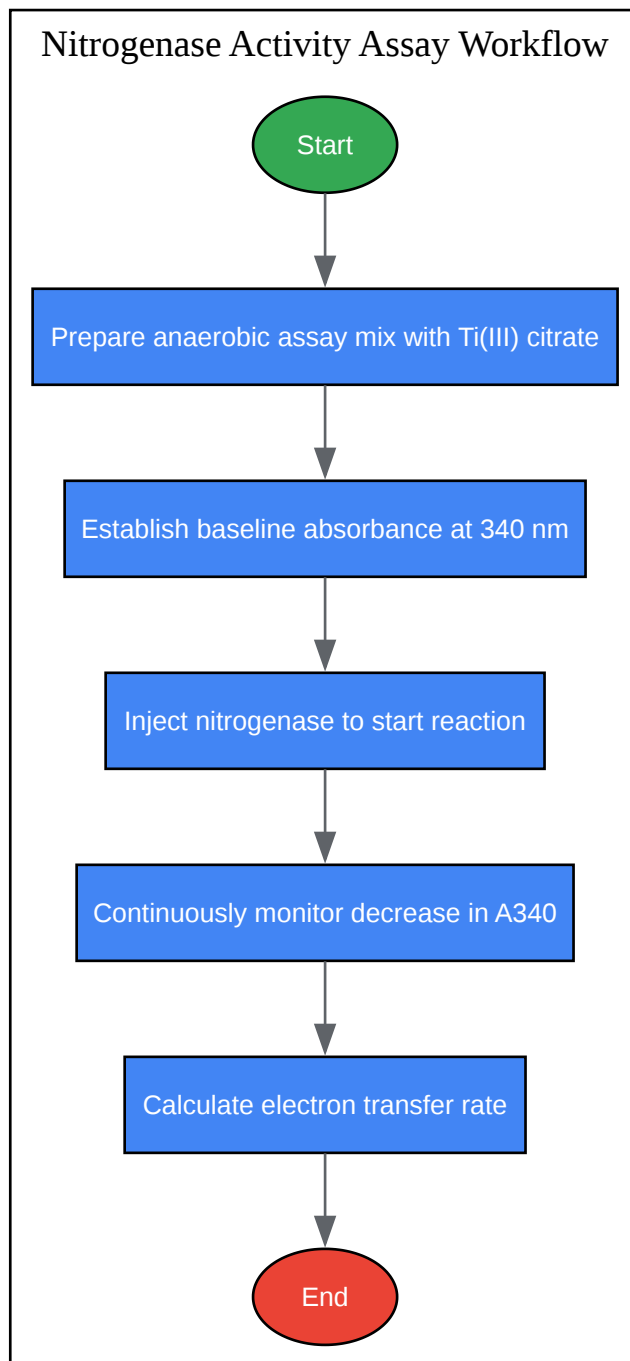 Nitrogenase Activity Assay Workflow
Start
Prepare anaerobic assay mix with Ti(III) citrate
Establish baseline absorbance at 340 nm
Inject nitrogenase to start reaction
Continuously monitor decrease in A340
Calculate electron transfer rate
End